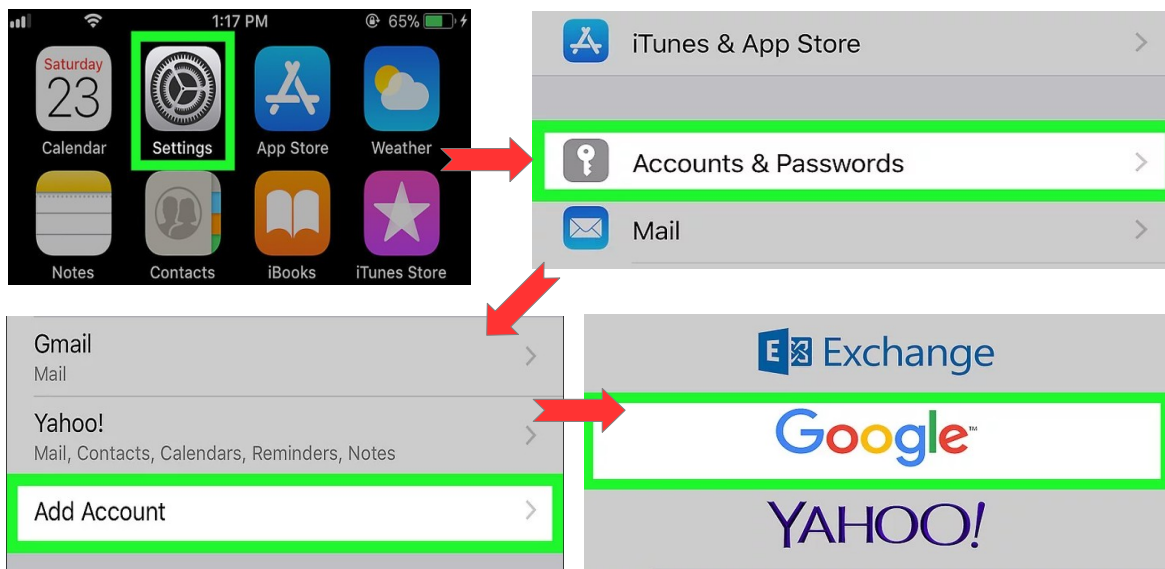 1:17 PM 65%
Saturday
23
Calendar Settings App Store Weather
Notes Contacts iBooks iTunes Store
iTunes & App Store
Accounts & Passwords
Mail
Gmail
Mail
Yahoo!
Mail, Contacts, Calendars, Reminders, Notes
Add Account
E Exchange
Google™
YAHOO!